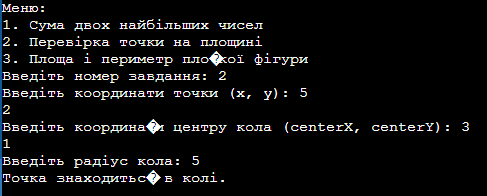 Меню:
1. Сума двох найбільших чисел
2. Перевірка точки на площині
3. Площа і периметр пло�кої фігури
Введіть номер завдання: 2
Введіть координати точки (x, y): 5
2
Введіть координа�и центру кола (centerX, centerY): 3
1
Введіть радіус кола: 5
Точка знаходитьс� в колі.